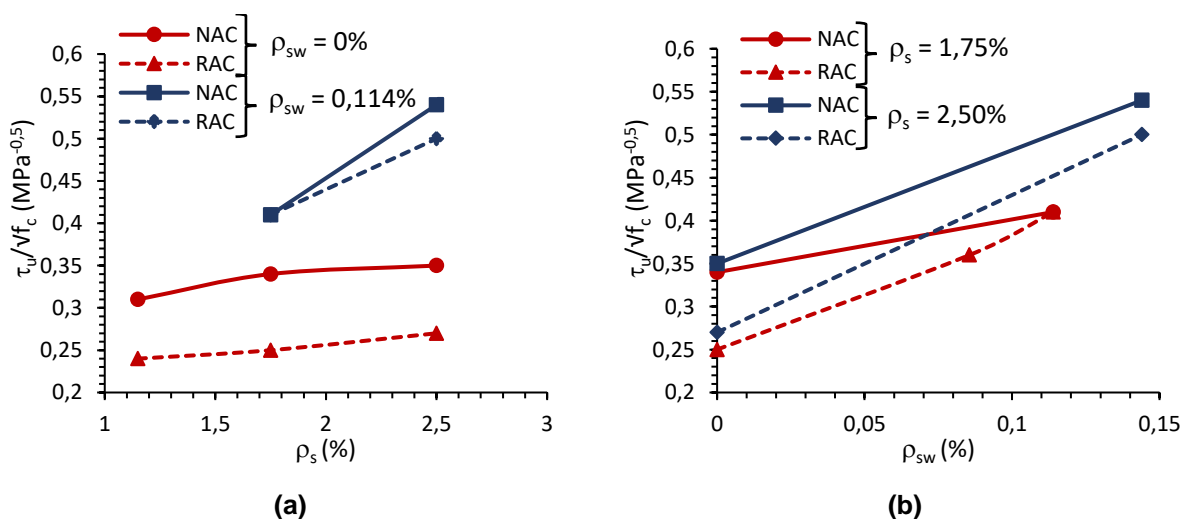 NAC
RAC
ρsw = 0%
NAC
RAC
ρsw = 0,114%
0,6
0,55
0,5
0,45
0,4
0,35
0,3
0,25
0,2
τu/√fc (MPa-0,5)
1
1,5
2
2,5
3
ρs (%)
(a)
NAC
RAC
ρs = 1,75%
NAC
RAC
ρs = 2,50%
0,6
0,55
0,5
0,45
0,4
0,35
0,3
0,25
0,2
τu/√fc (MPa-0,5)
0
0,05
0,1
0,15
ρsw (%)
(b)